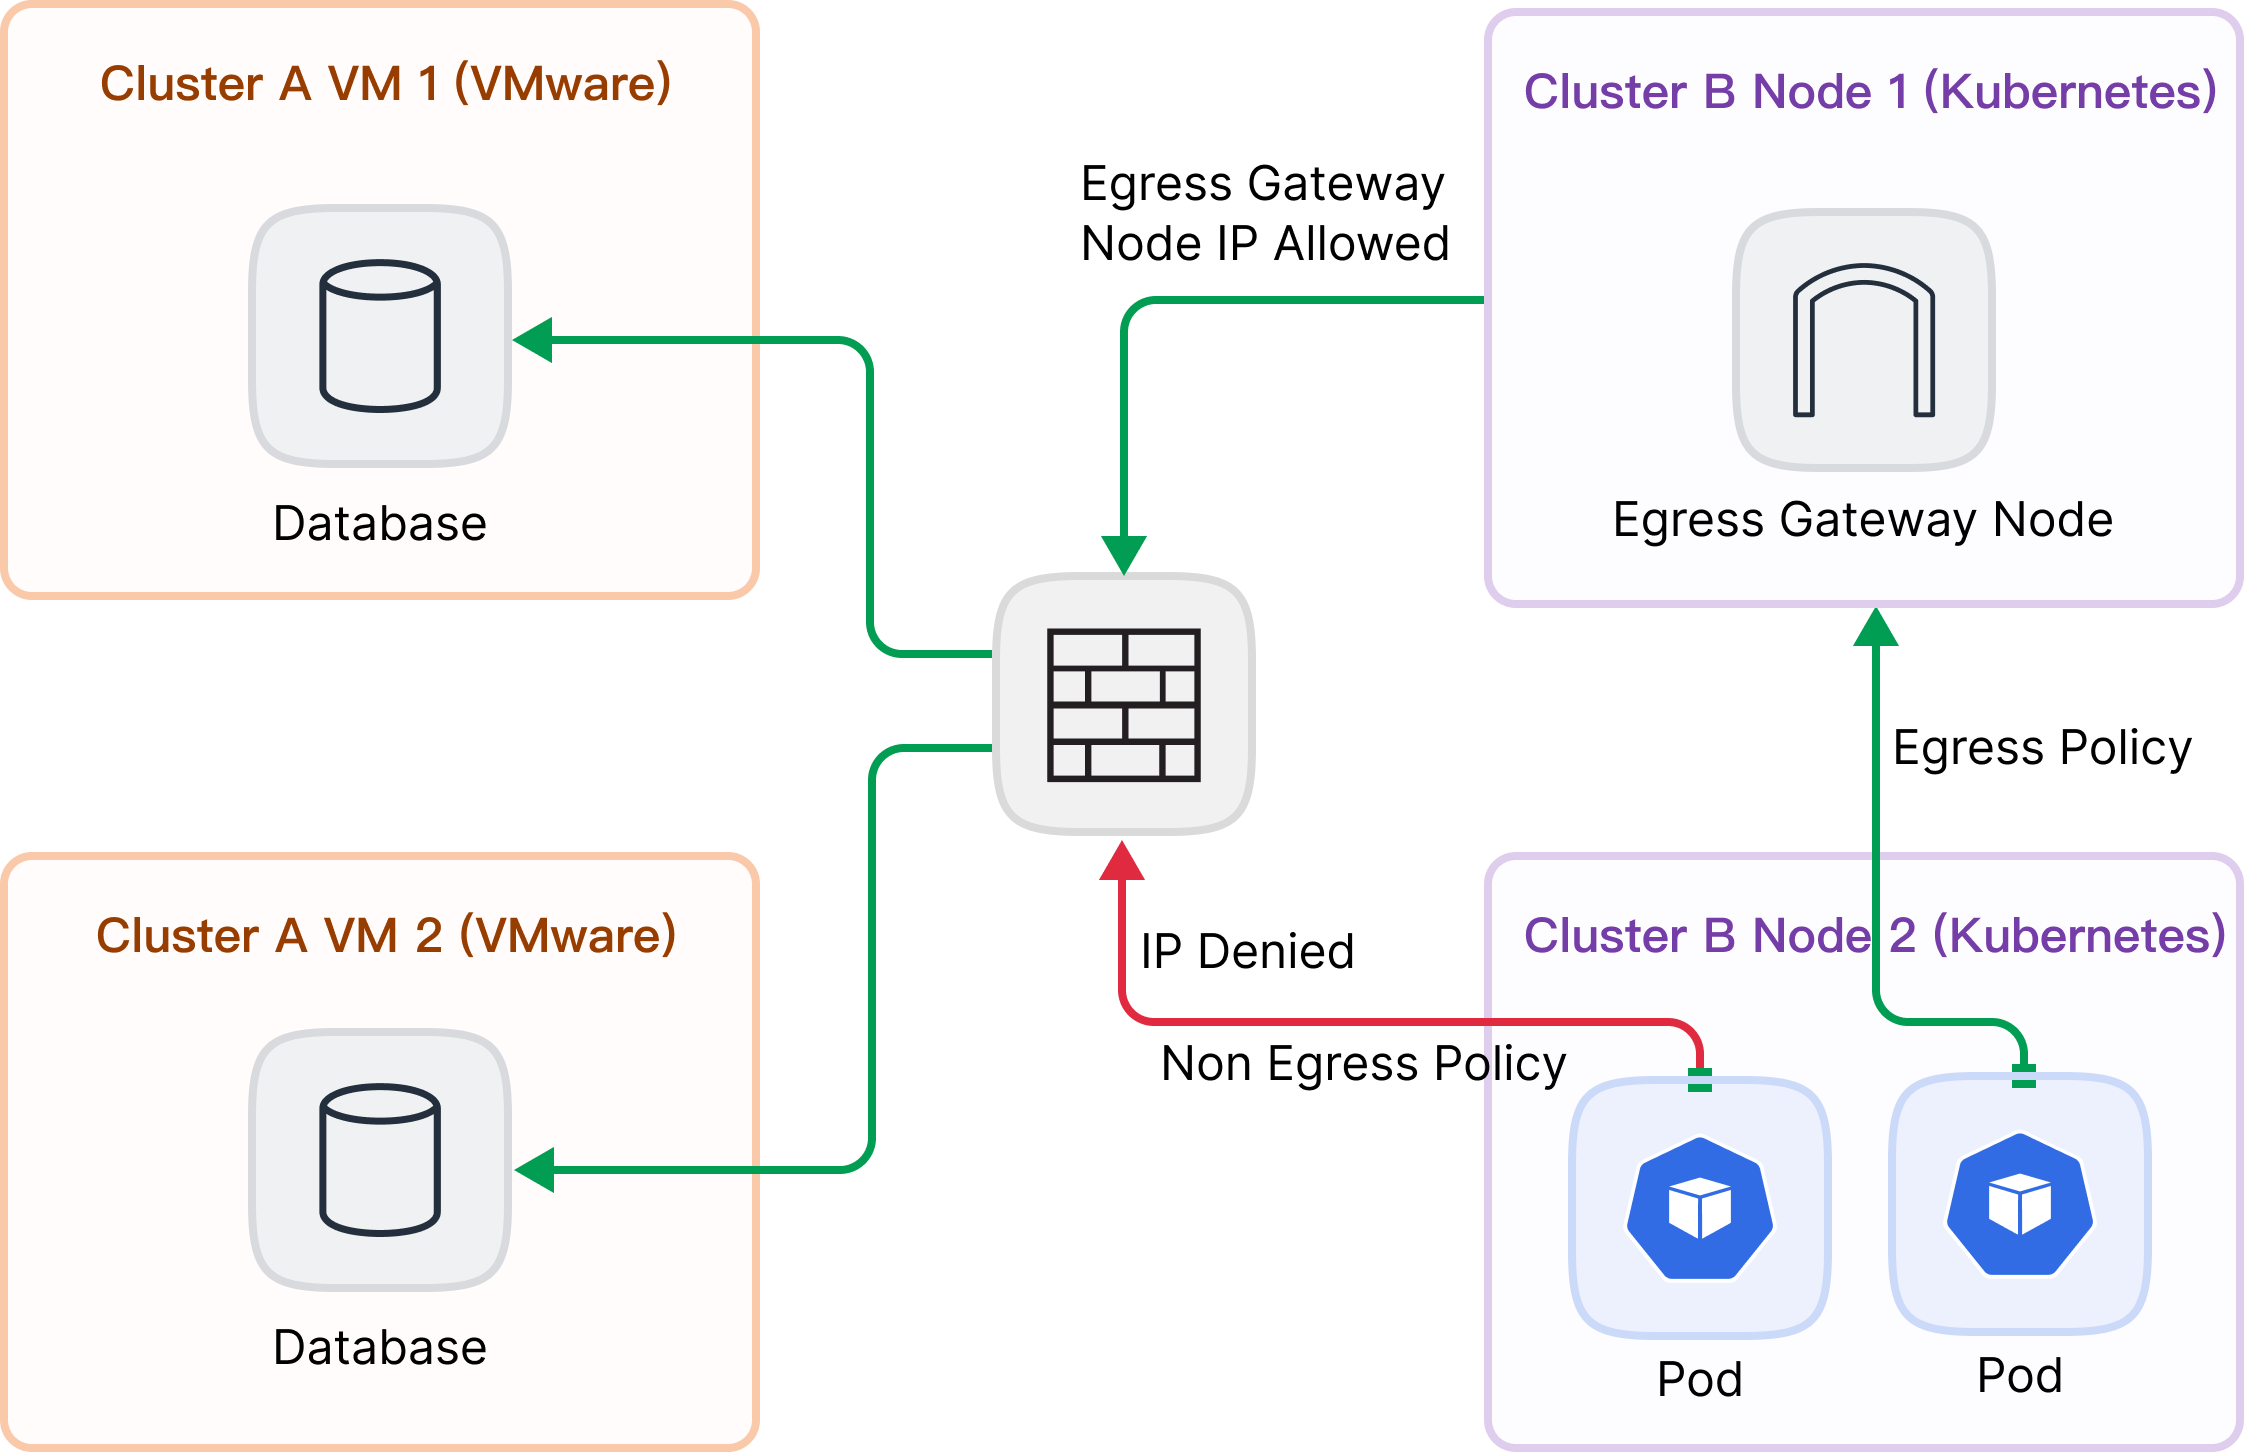 Cluster A VM 1 (VMware)
Database
Cluster B Node 1 (Kubernetes)
Egress Gateway
Node IP Allowed
Egress Gateway Node
Egress Policy
Cluster A VM 2 (VMware)
Database
IP Denied
Non Egress Policy
Cluster B Node 2 (Kubernetes)
Pod
Pod